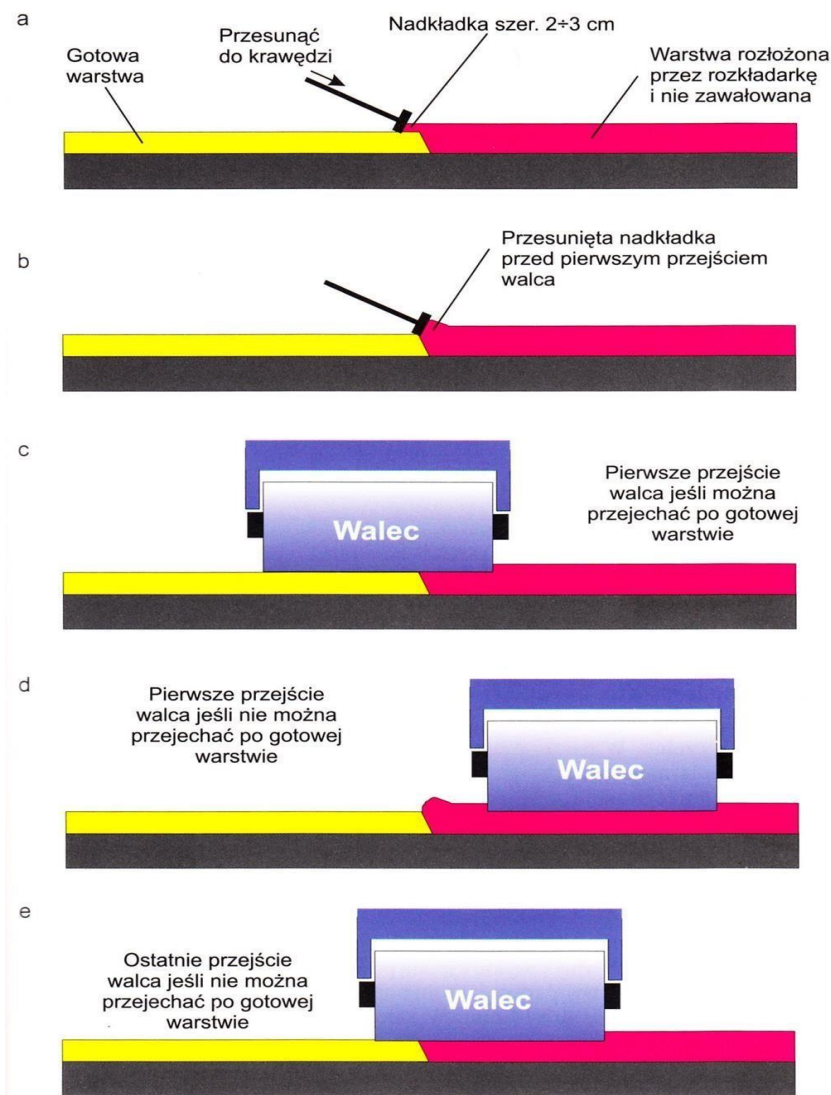 a
Gotowa
warstwa
Przesunąć
do krawędzi
Nadkładka szer. 2÷3 cm
Warstwa rozłożona
przez rozkładarkę
i nie zawałowana
b
Przesunięta nadkładka
przed pierwszym przejściem
walca
c
Walec
Pierwsze przejście
walca jeśli można
przejechać po gotowej
warstwie
d
Pierwsze przejście
walca jeśli nie można
przejechać po gotowej
warstwie
Walec
e
Ostatnie przejście
walca jeśli nie można
przejechać po gotowej
warstwie
Walec